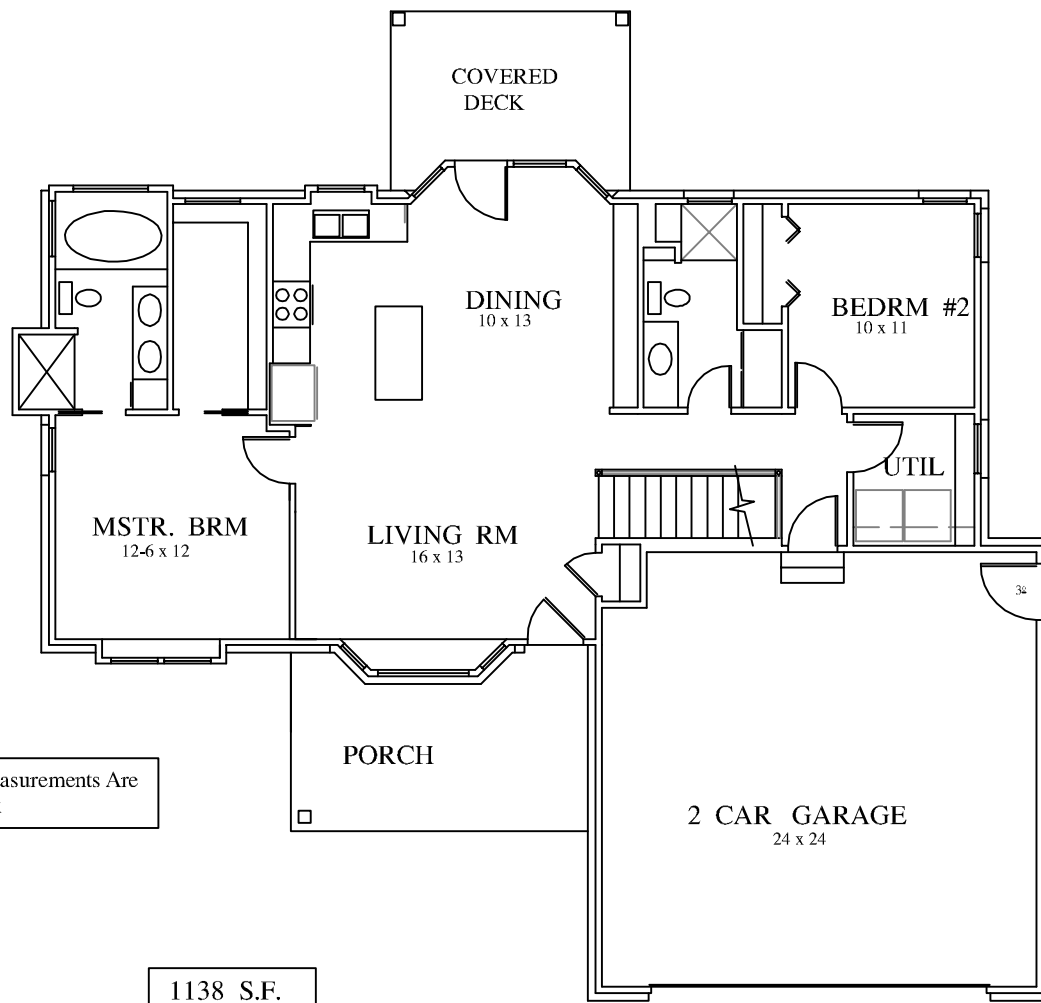 COVERED
DECK
DINING
10 x 13
BEDRM #2
10 x 11
UTIL
MSTR. BRM
12-6 x 12
LIVING RM
16 x 13
PORCH
asurements Are
2 CAR GARAGE
24 x 24
1138 S.F.